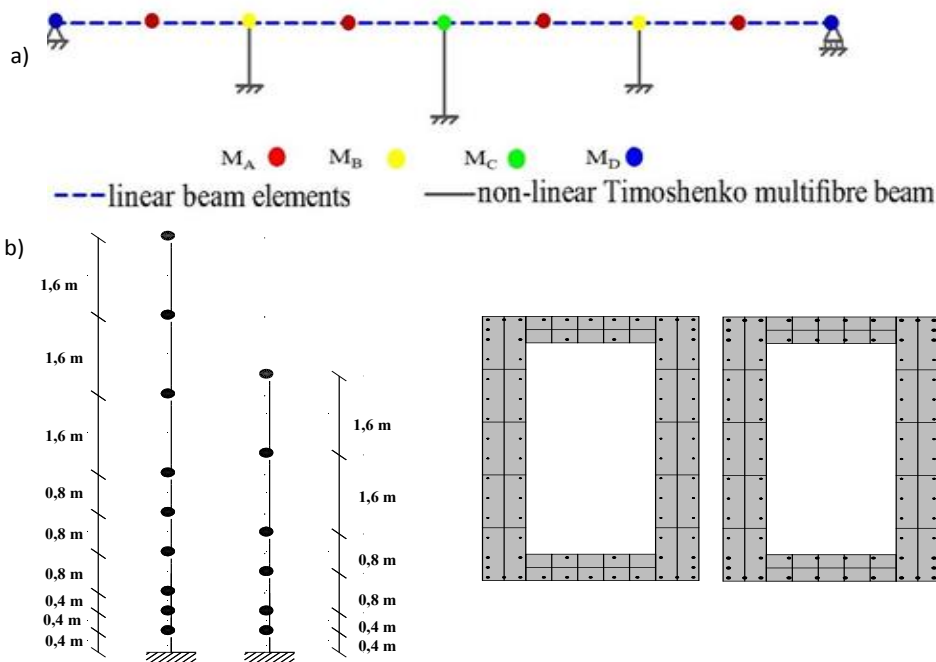 a)
M_A M_B M_C M_D
linear beam elements non-linear Timoshenko multifibre beam
b)
1,6 m
1,6 m
1,6 m
0,8 m
0,8 m
0,8 m
0,4 m
0,4 m
0,4 m
1,6 m
1,6 m
0,8 m
0,8 m
0,4 m
0,4 m